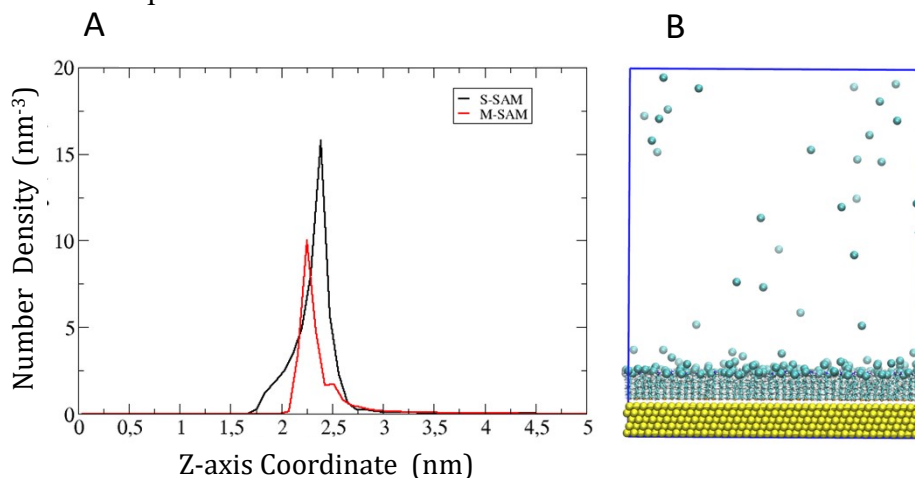 A
B
20
15
10
5
0
S-SAM
M-SAM
Number Density (nm-3)
0 0,5 1 1,5 2 2,5 3 3,5 4 4,5 5
Z-axis Coordinate (nm)